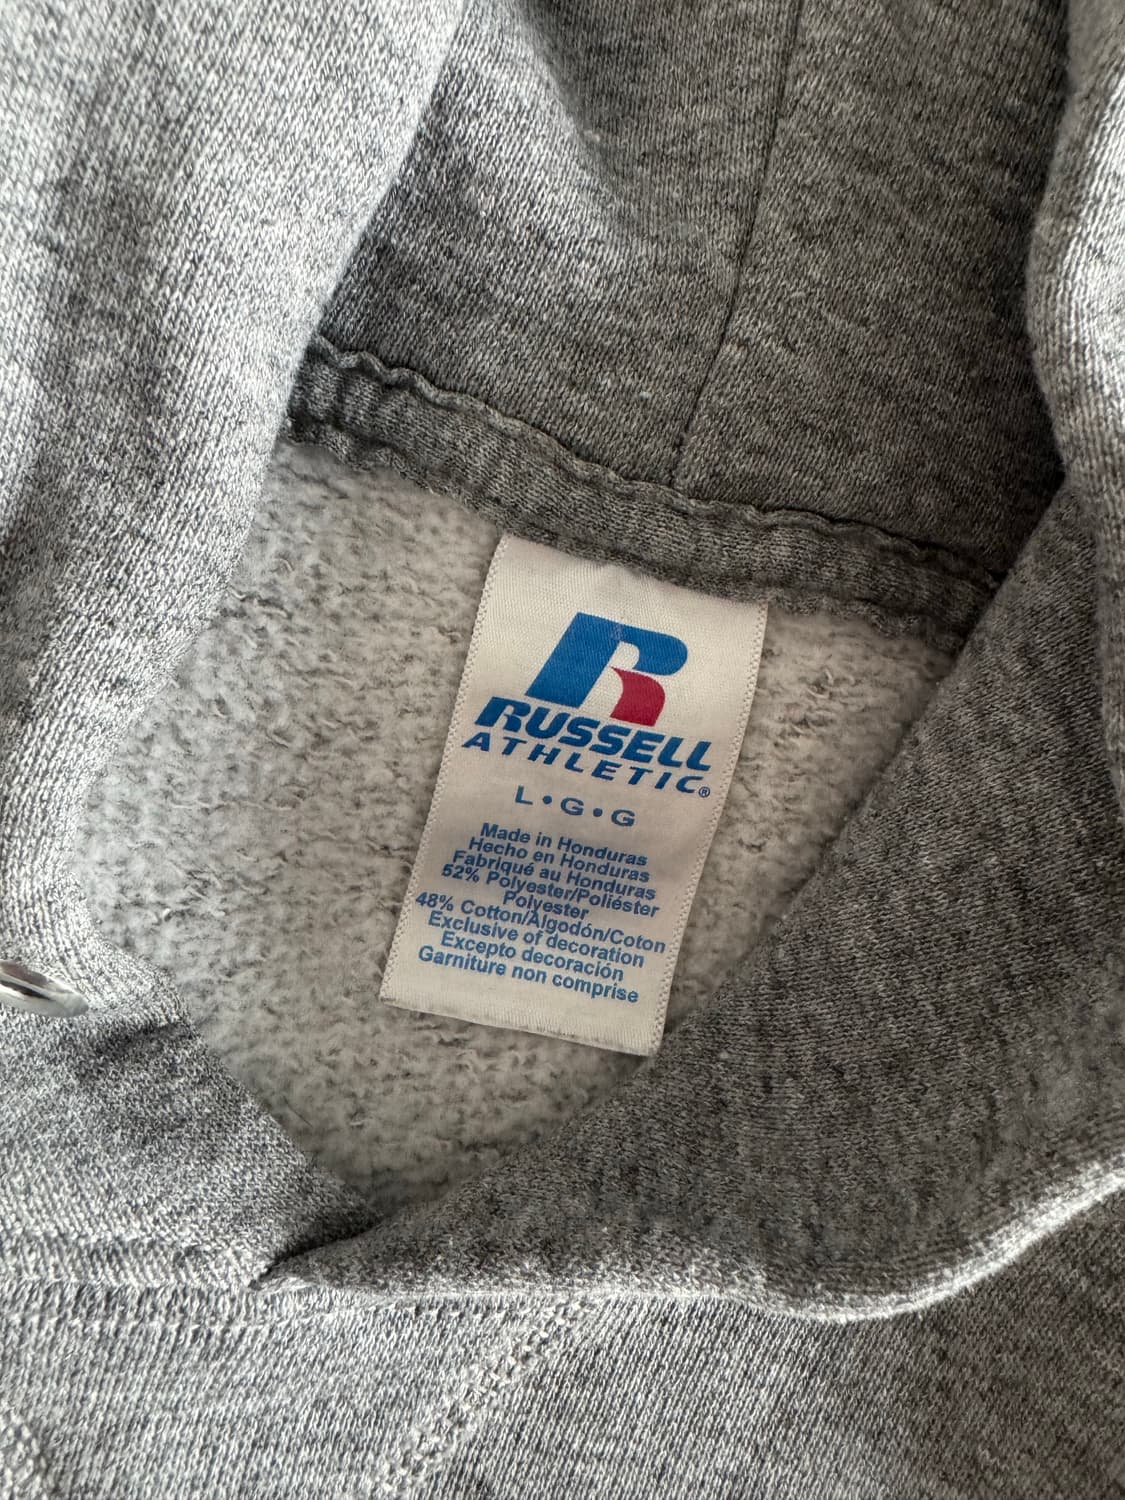 R
RUSSELL
ATHLETIC®
L•G•G
Made in Honduras
Hecho en Honduras
Fabriqué au Honduras
52% Polyester/Poliéster
Polyester
48% Cotton/Algodón/Coton
Exclusive of decoration
Excepto decoración
Garniture non comprise